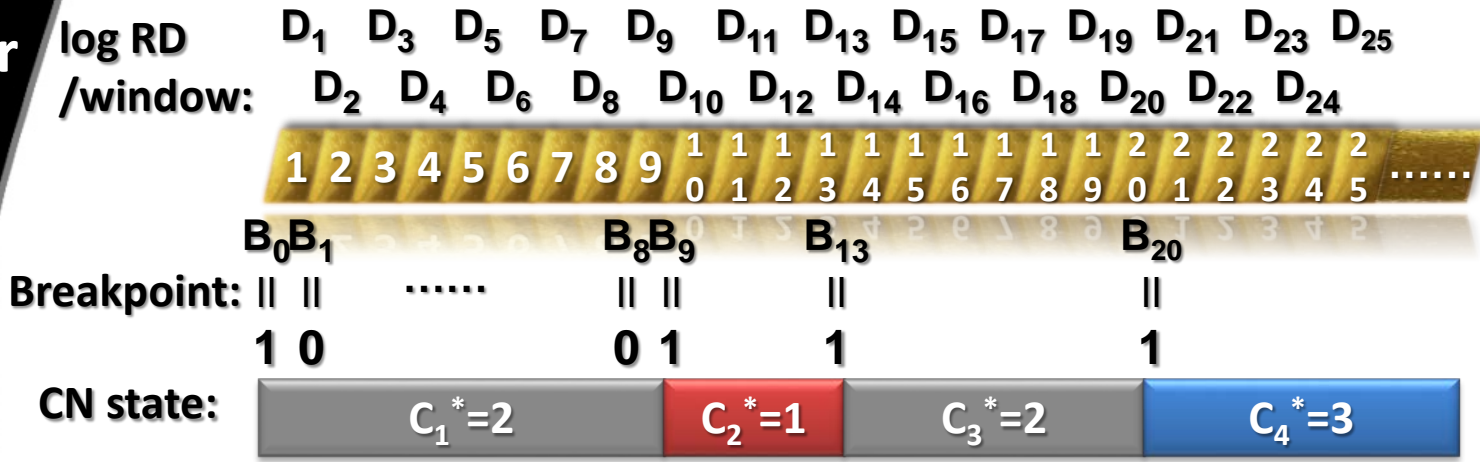 r
log RD
/window:
D₁ D₃ D₅ D₇ D₉ D₁₁ D₁₃ D₁₅ D₁₇ D₁₉ D₂₁ D₂₃ D₂₅
D₂ D₄ D₆ D₈ D₁₀ D₁₂ D₁₄ D₁₆ D₁₈ D₂₀ D₂₂ D₂₄
1 2 3 4 5 6 7 8 9 10 11 12 13 14 15 16 17 18 19 20 21 22 23 24 25 ......
B₀ B₁ B₈ B₉ B₁₃ B₂₀
Breakpoint: || || ...... || || || ||
1 0 0 1 1 1
CN state: C₁*=2 C₂*=1 C₃*=2 C₄*=3